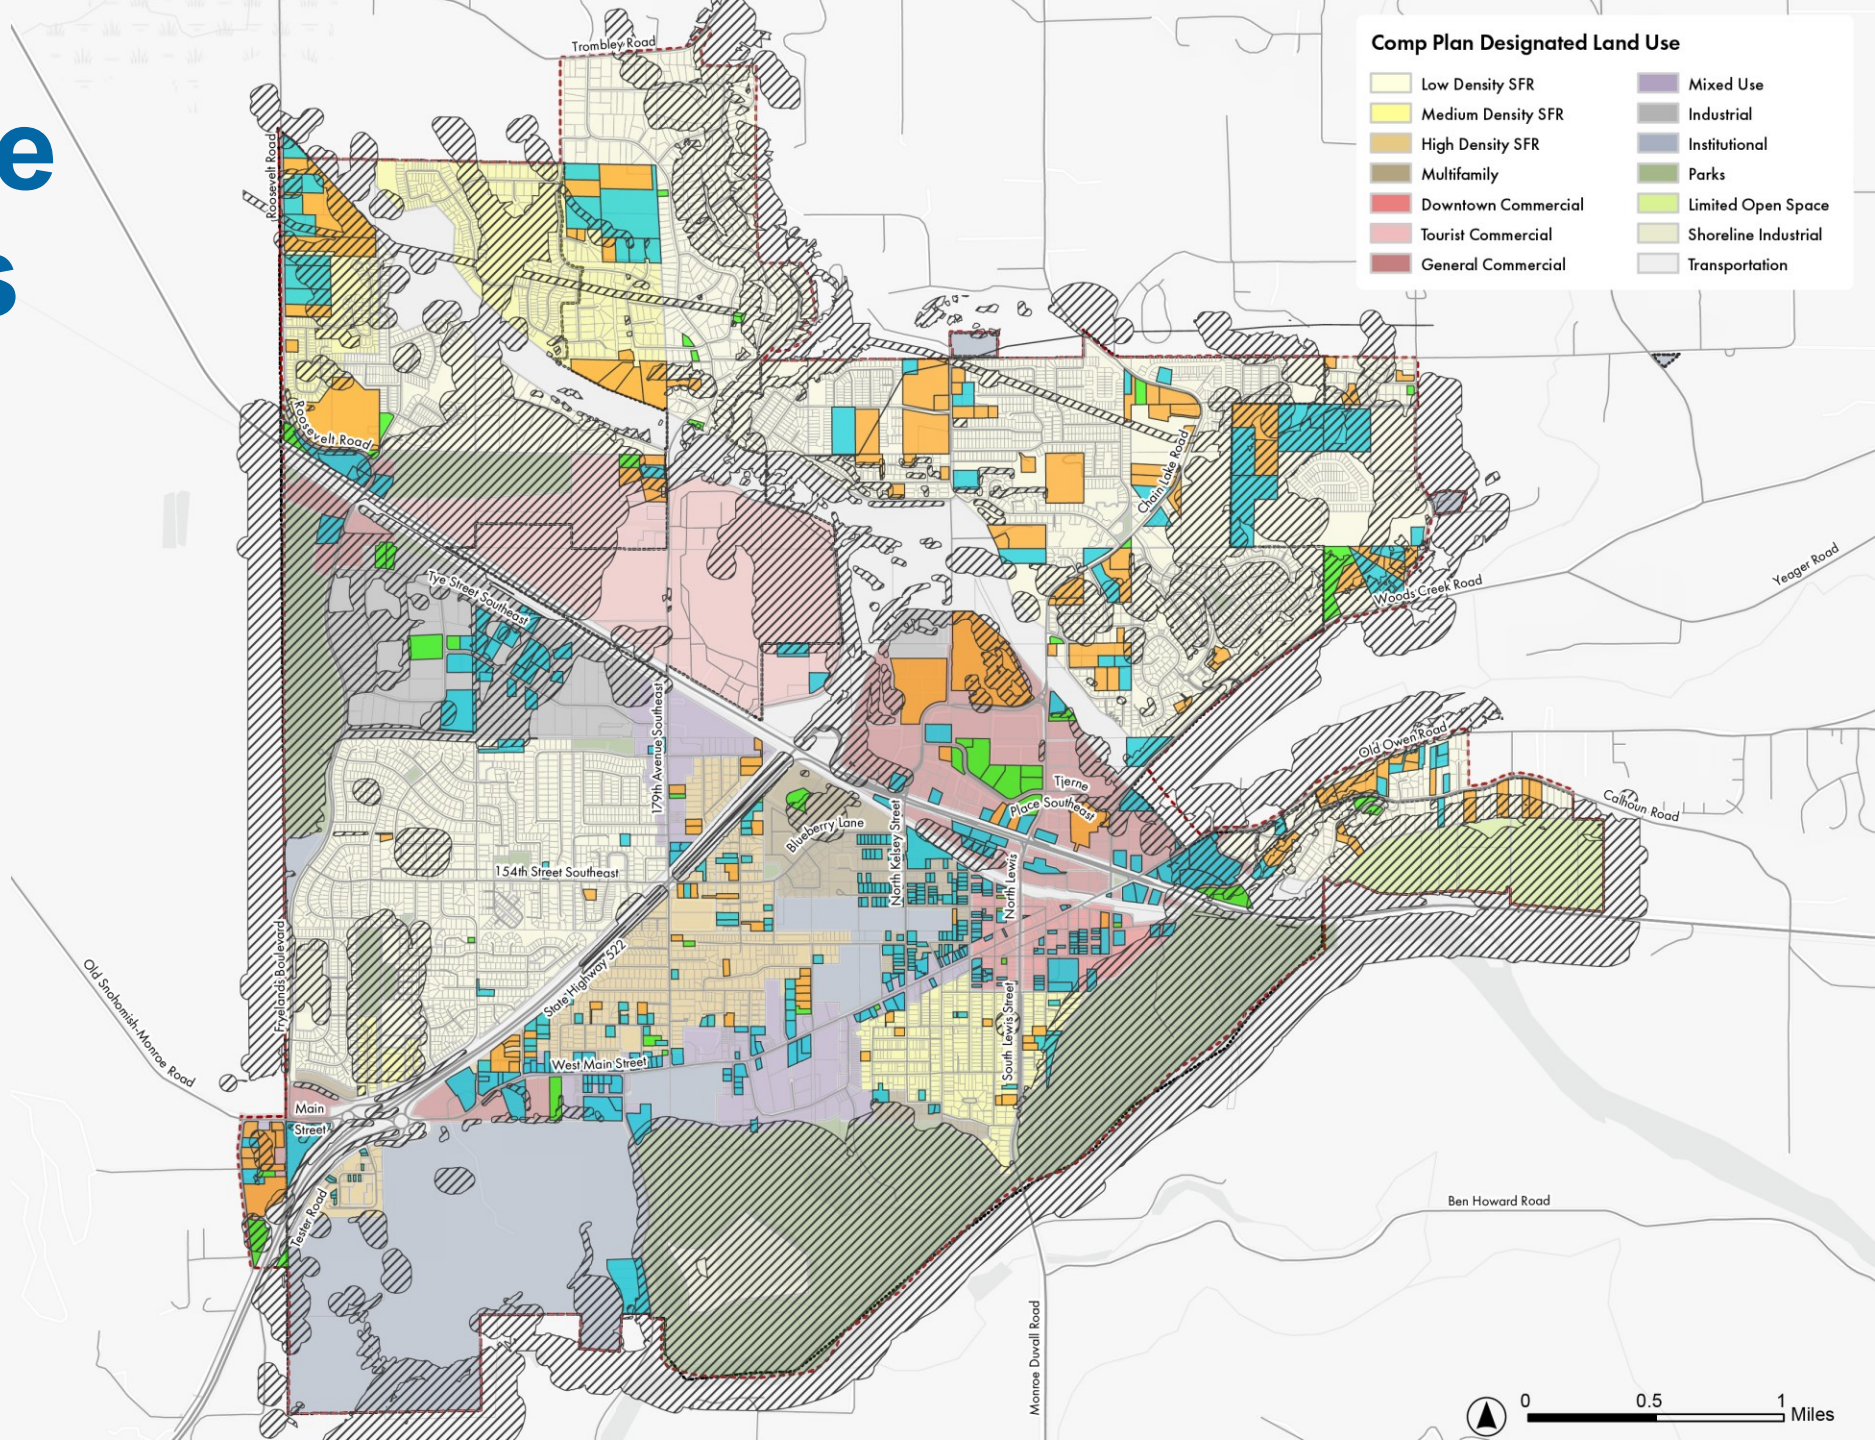 e
s
Comp Plan Designated Land Use
Low Density SFR
Medium Density SFR
High Density SFR
Multifamily
Downtown Commercial
Tourist Commercial
General Commercial
Mixed Use
Industrial
Institutional
Parks
Limited Open Space
Shoreline Industrial
Transportation
Trombley Road
Roosevelt Road
Roosevelt Road
Chain Lake Road
Tye Street Southeast
Woods Creek Road
Yeager Road
179th Avenue Southeast
Old Owen Road
Calhoun Road
Tjerne
Place Southeast
Blueberry Lane
North Kelsey Street
North Lewis
154th Street Southeast
State Highway 522
Fryelands Boulevard
Old Snohomish-Monroe
Road
South Lewis Street
West Main Street
Main
Street
Tester Road
Ben Howard Road
Monroe Duvall Road
0 0.5 1
Miles